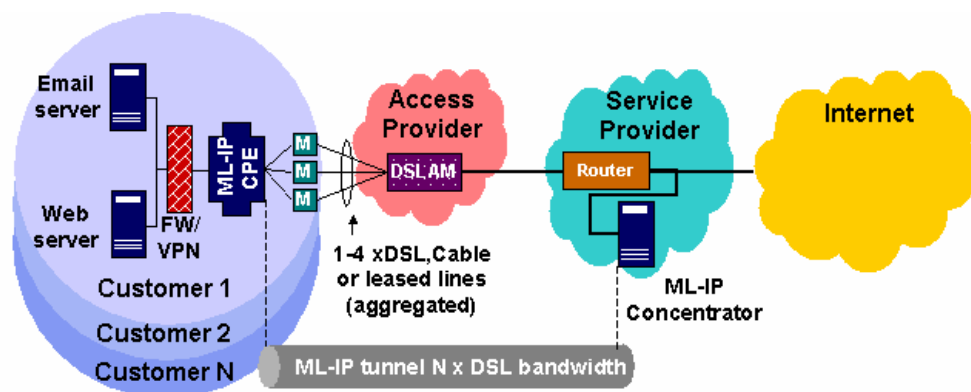 Email
server
Web
server
FW/
VPN
ML-IP
CPE
M
M
M
Customer 1
Customer 2
Customer N
1-4 xDSL,Cable
or leased lines
(aggregated)
Access
Provider
DSLAM
Service
Provider
Router
ML-IP
Concentrator
Internet
ML-IP tunnel N x DSL bandwidth